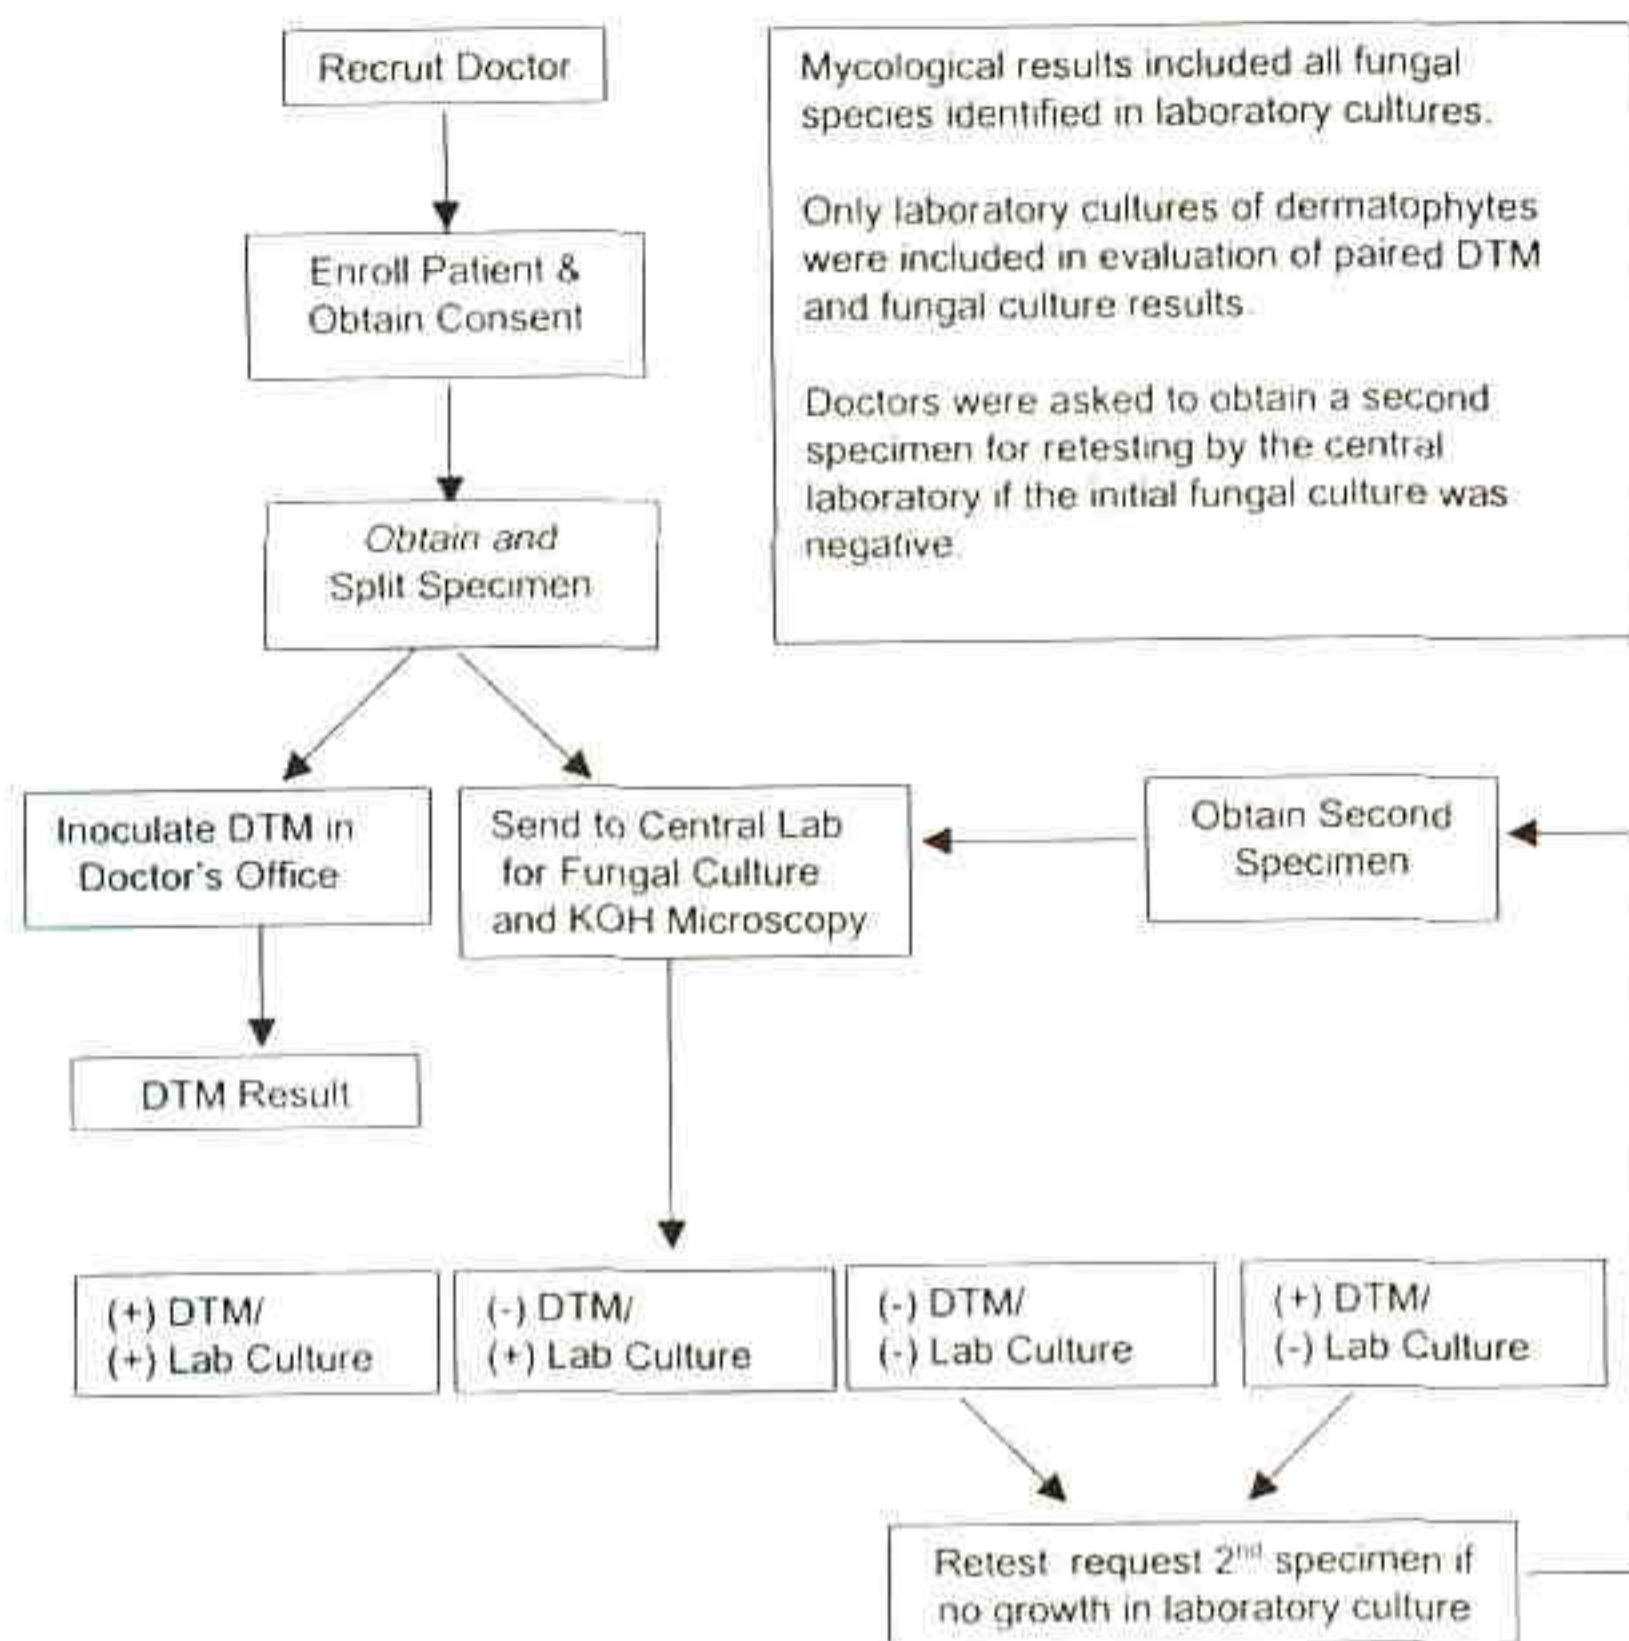 Recruit Doctor
Enroll Patient &
Obtain Consent
Obtain and
Split Specimen
Mycological results included all fungal
species identified in laboratory cultures.
Only laboratory cultures of dermatophytes
were included in evaluation of paired DTM
and fungal culture results.
Doctors were asked to obtain a second
specimen for retesting by the central
laboratory if the initial fungal culture was
negative.
Inoculate DTM in
Doctor's Office
Send to Central Lab
for Fungal Culture
and KOH Microscopy
Obtain Second
Specimen
DTM Result
(+) DTM/
(+) Lab Culture
(-) DTM/
(+) Lab Culture
(-) DTM/
(-) Lab Culture
(+) DTM/
(-) Lab Culture
Retest request 2nd specimen if
no growth in laboratory culture